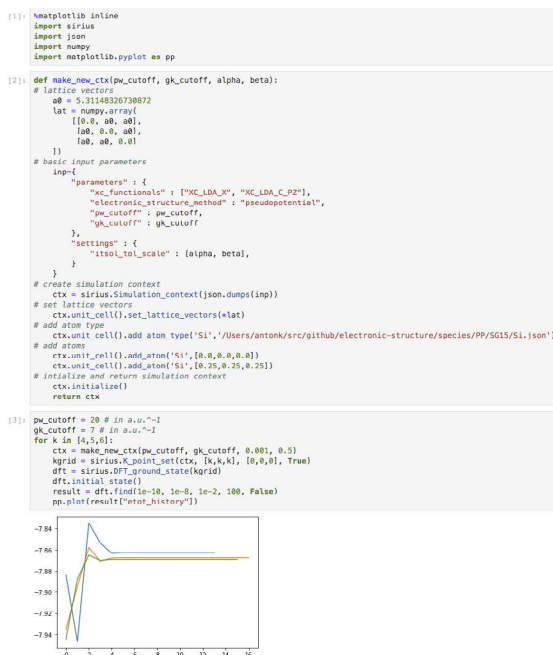 [1]: %matplotlib inline
import sirius
import json
import numpy
import matplotlib.pyplot as pp
[2]: def make_new_ctx(pw_cutoff, gk_cutoff, alpha, beta):
# lattice vectors
a0 = 5.31148326730872
lat = numpy.array(
[[0.0, a0, a0],
[a0, 0.0, a0],
[a0, a0, 0.0]
])
# basic input parameters
inp={
"parameters" : {
"xc_functionals" : ["XC_LDA_X", "XC_LDA_C_PZ"],
"electronic_structure_method" : "pseudopotential",
"pw_cutoff" : pw_cutoff,
"gk_cutoff" : gk_cutoff
},
"settings" : {
"itsol_tol_scale" : [alpha, beta],
}
}
# create simulation context
ctx = sirius.Simulation_context(json.dumps(inp))
# set lattice vectors
ctx.unit_cell().set_lattice_vectors(*lat)
# add atom type
ctx.unit_cell().add_atom_type('Si','/Users/antonk/src/github/electronic-structure/species/PP/SG15/Si.json')
# add atoms
ctx.unit_cell().add_atom('Si',[0.0,0.0,0.0])
ctx.unit_cell().add_atom('Si',[0.25,0.25,0.25])
# intialize and return simulation context
ctx.initialize()
return ctx
[3]: pw_cutoff = 20 # in a.u.^-1
gk_cutoff = 7 # in a.u.^-1
for k in [4,5,6]:
ctx = make_new_ctx(pw_cutoff, gk_cutoff, 0.001, 0.5)
kgrid = sirius.K_point_set(ctx, [k,k,k], [0,0,0], True)
dft = sirius.DFT_ground_state(kgrid)
dft.initial_state()
result = dft.find(1e-10, 1e-8, 1e-2, 100, False)
pp.plot(result["etot_history"])
-7.84
-7.86
-7.88
-7.90
-7.92
-7.94
0 2 4 6 8 10 12 14 16